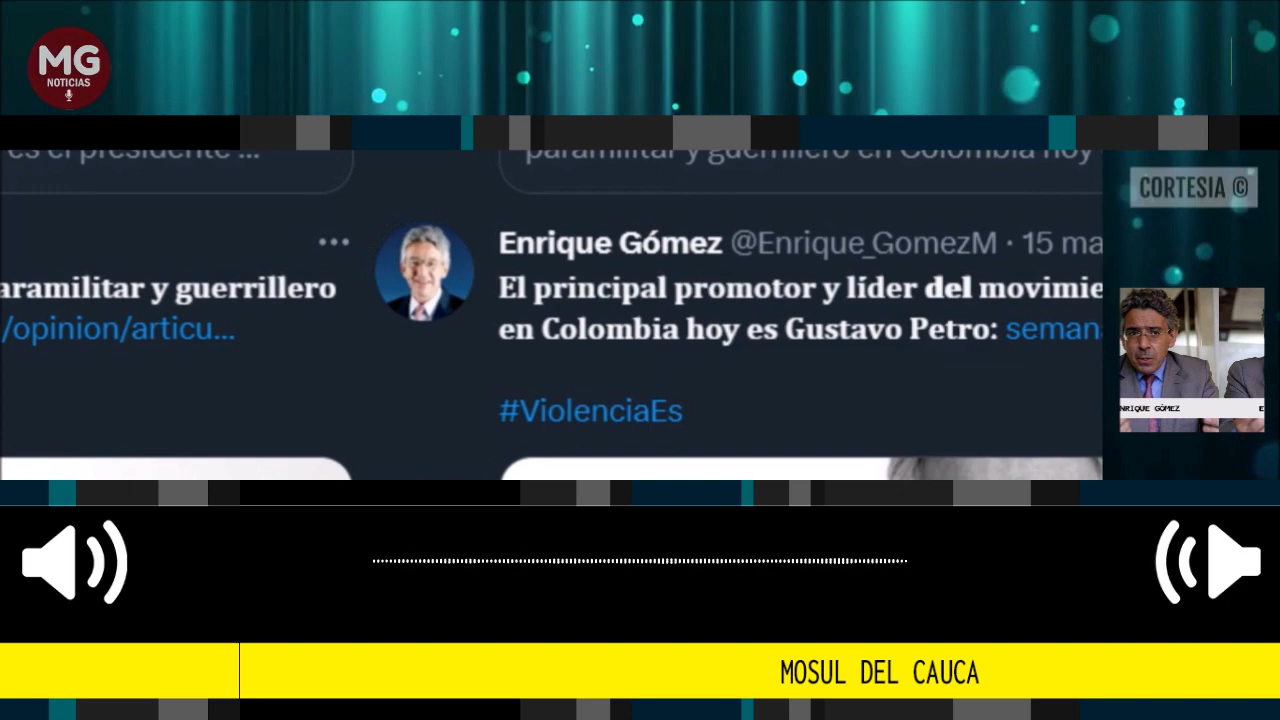 MG
NOTICIAS
es el presidente ...
paramilitar y guerrillero en Colombia hoy
CORTESIA ©
Enrique Gómez @Enrique_GomezM · 15 ma
aramilitar y guerrillero
El principal promotor y líder del movimie
/opinion/articu...
en Colombia hoy es Gustavo Petro: seman
#ViolenciaEs
NRIQUE GÓMEZ
E
MOSUL DEL CAUCA